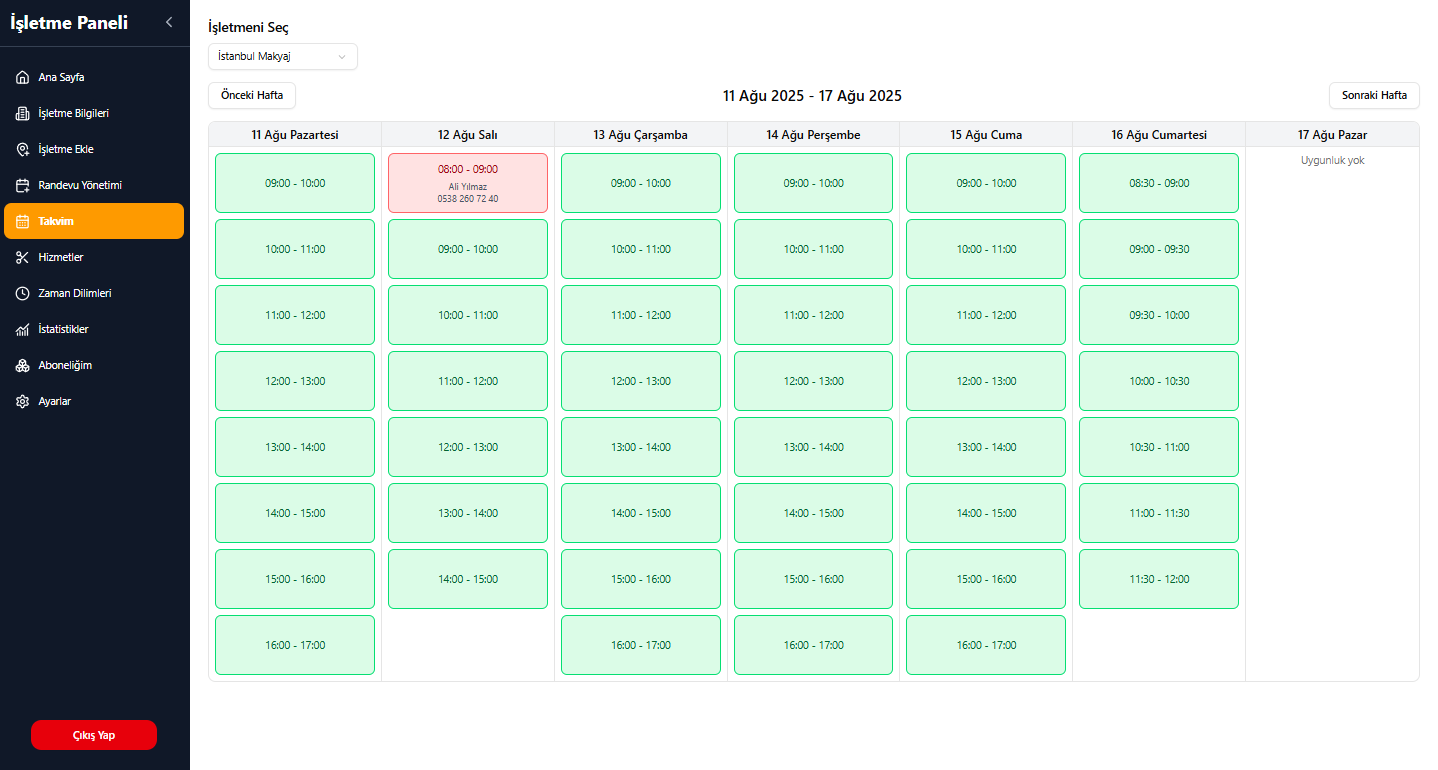 İşletme Paneli
Ana Sayfa
İşletme Bilgileri
İşletme Ekle
Randevu Yönetimi
Takvim
Hizmetler
Zaman Dilimleri
İstatistikler
Aboneliğim
Ayarlar
Çıkış Yap
İşletmeni Seç
İstanbul Makyaj
Önceki Hafta
11 Ağu 2025 - 17 Ağu 2025
Sonraki Hafta
11 Ağu Pazartesi
09:00 - 10:00
10:00 - 11:00
11:00 - 12:00
12:00 - 13:00
13:00 - 14:00
14:00 - 15:00
15:00 - 16:00
16:00 - 17:00
12 Ağu Salı
08:00 - 09:00
Ali Yılmaz
0538 260 72 40
09:00 - 10:00
10:00 - 11:00
11:00 - 12:00
12:00 - 13:00
13:00 - 14:00
14:00 - 15:00
13 Ağu Çarşamba
09:00 - 10:00
10:00 - 11:00
11:00 - 12:00
12:00 - 13:00
13:00 - 14:00
14:00 - 15:00
15:00 - 16:00
16:00 - 17:00
14 Ağu Perşembe
09:00 - 10:00
10:00 - 11:00
11:00 - 12:00
12:00 - 13:00
13:00 - 14:00
14:00 - 15:00
15:00 - 16:00
16:00 - 17:00
15 Ağu Cuma
09:00 - 10:00
10:00 - 11:00
11:00 - 12:00
12:00 - 13:00
13:00 - 14:00
14:00 - 15:00
15:00 - 16:00
16:00 - 17:00
16 Ağu Cumartesi
08:30 - 09:00
09:00 - 09:30
09:30 - 10:00
10:00 - 10:30
10:30 - 11:00
11:00 - 11:30
11:30 - 12:00
17 Ağu Pazar
Uygunluk yok